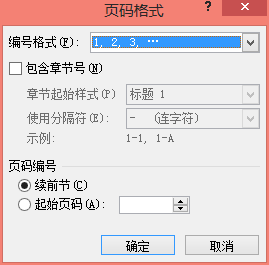 页码格式
?
编号格式(F): 1, 2, 3, …
包含章节号(N)
章节起始样式(P) 标题 1
使用分隔符(E): - (连字符)
示例: 1-1, 1-A
页码编号
续前节(C)
起始页码(A):
确定 取消